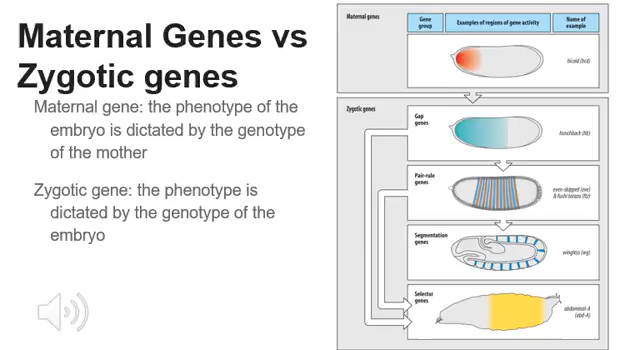 Maternal Genes vs
Zygotic genes
Maternal gene: the phenotype of the
embryo is dictated by the genotype
of the mother
Zygotic gene: the phenotype is
dictated by the genotype of the
embryo
Maternal genes
Gene
group
Examples of regions of gene activity
Name of
example
bicoid (bcd)
Zygotic genes
Gap
genes
hunchback (hb)
Pair-rule
genes
even-skipped (eve)
& fushi tarazu (ftz)
Segmentation
genes
wingless (wg)
Selector
genes
abdominal-A
(abd-A)